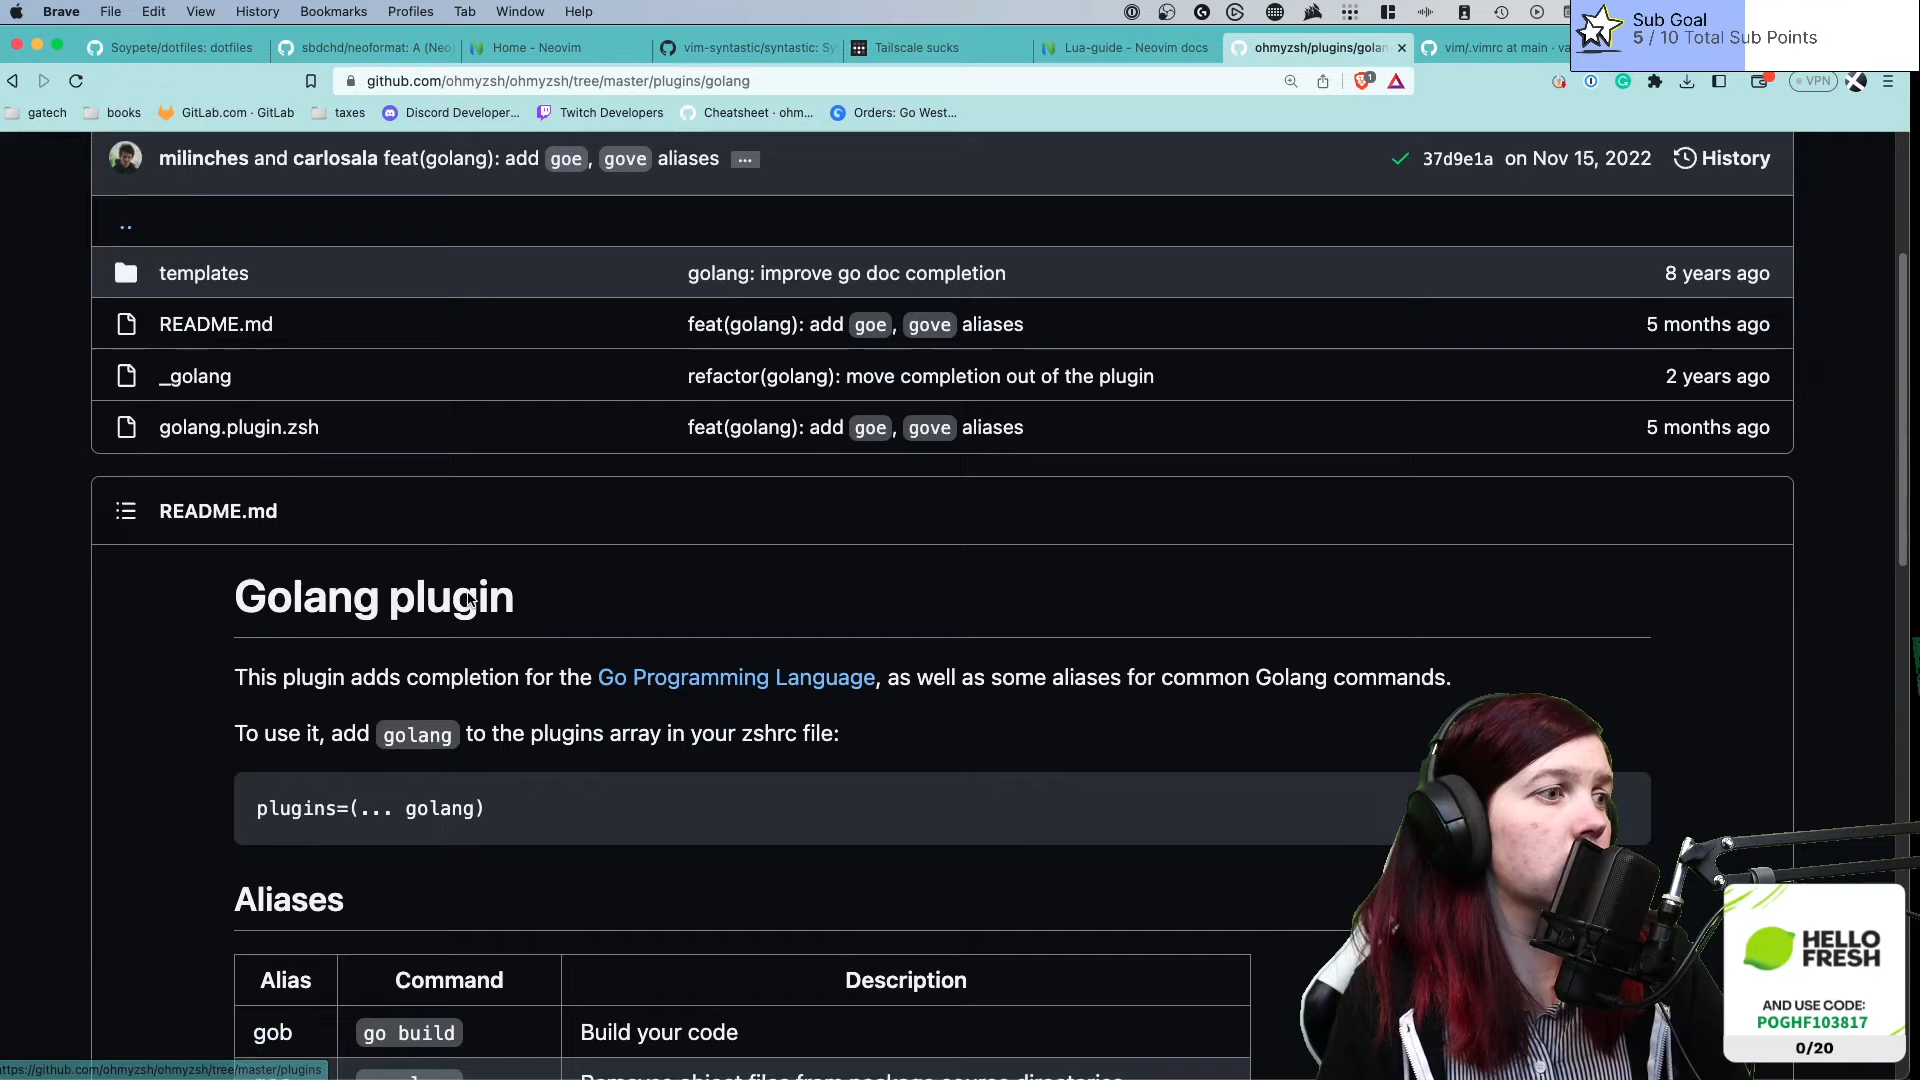 Brave File Edit View History Bookmarks Profiles Tab Window Help
Sub Goal
5 / 10 Total Sub Points
Soypete/dotfiles: dotfiles
sbdchd/neoformat: A (Neo
Home - Neovim
vim-syntastic/syntastic: Sy
Tailscale sucks
Lua-guide - Neovim docs
ohmyzsh/plugins/golan
vim/.vimrc at main · va
github.com/ohmyzsh/ohmyzsh/tree/master/plugins/golang
1
VPN
gatech books GitLab.com · GitLab taxes Discord Developer... Twitch Developers Cheatsheet · ohm... Orders: Go West...
milinches and carlosala feat(golang): add goe, gove aliases ... 37d9e1a on Nov 15, 2022 History
..
templates golang: improve go doc completion 8 years ago
README.md feat(golang): add goe, gove aliases 5 months ago
_golang refactor(golang): move completion out of the plugin 2 years ago
golang.plugin.zsh feat(golang): add goe, gove aliases 5 months ago
README.md
Golang plugin
This plugin adds completion for the Go Programming Language, as well as some aliases for common Golang commands.
To use it, add golang to the plugins array in your zshrc file:
plugins=(... golang)
Aliases
Alias Command Description
gob go build Build your code
https://github.com/ohmyzsh/ohmyzsh/tree/master/plugins
HELLO
FRESH
AND USE CODE:
POGHF103817
0/20